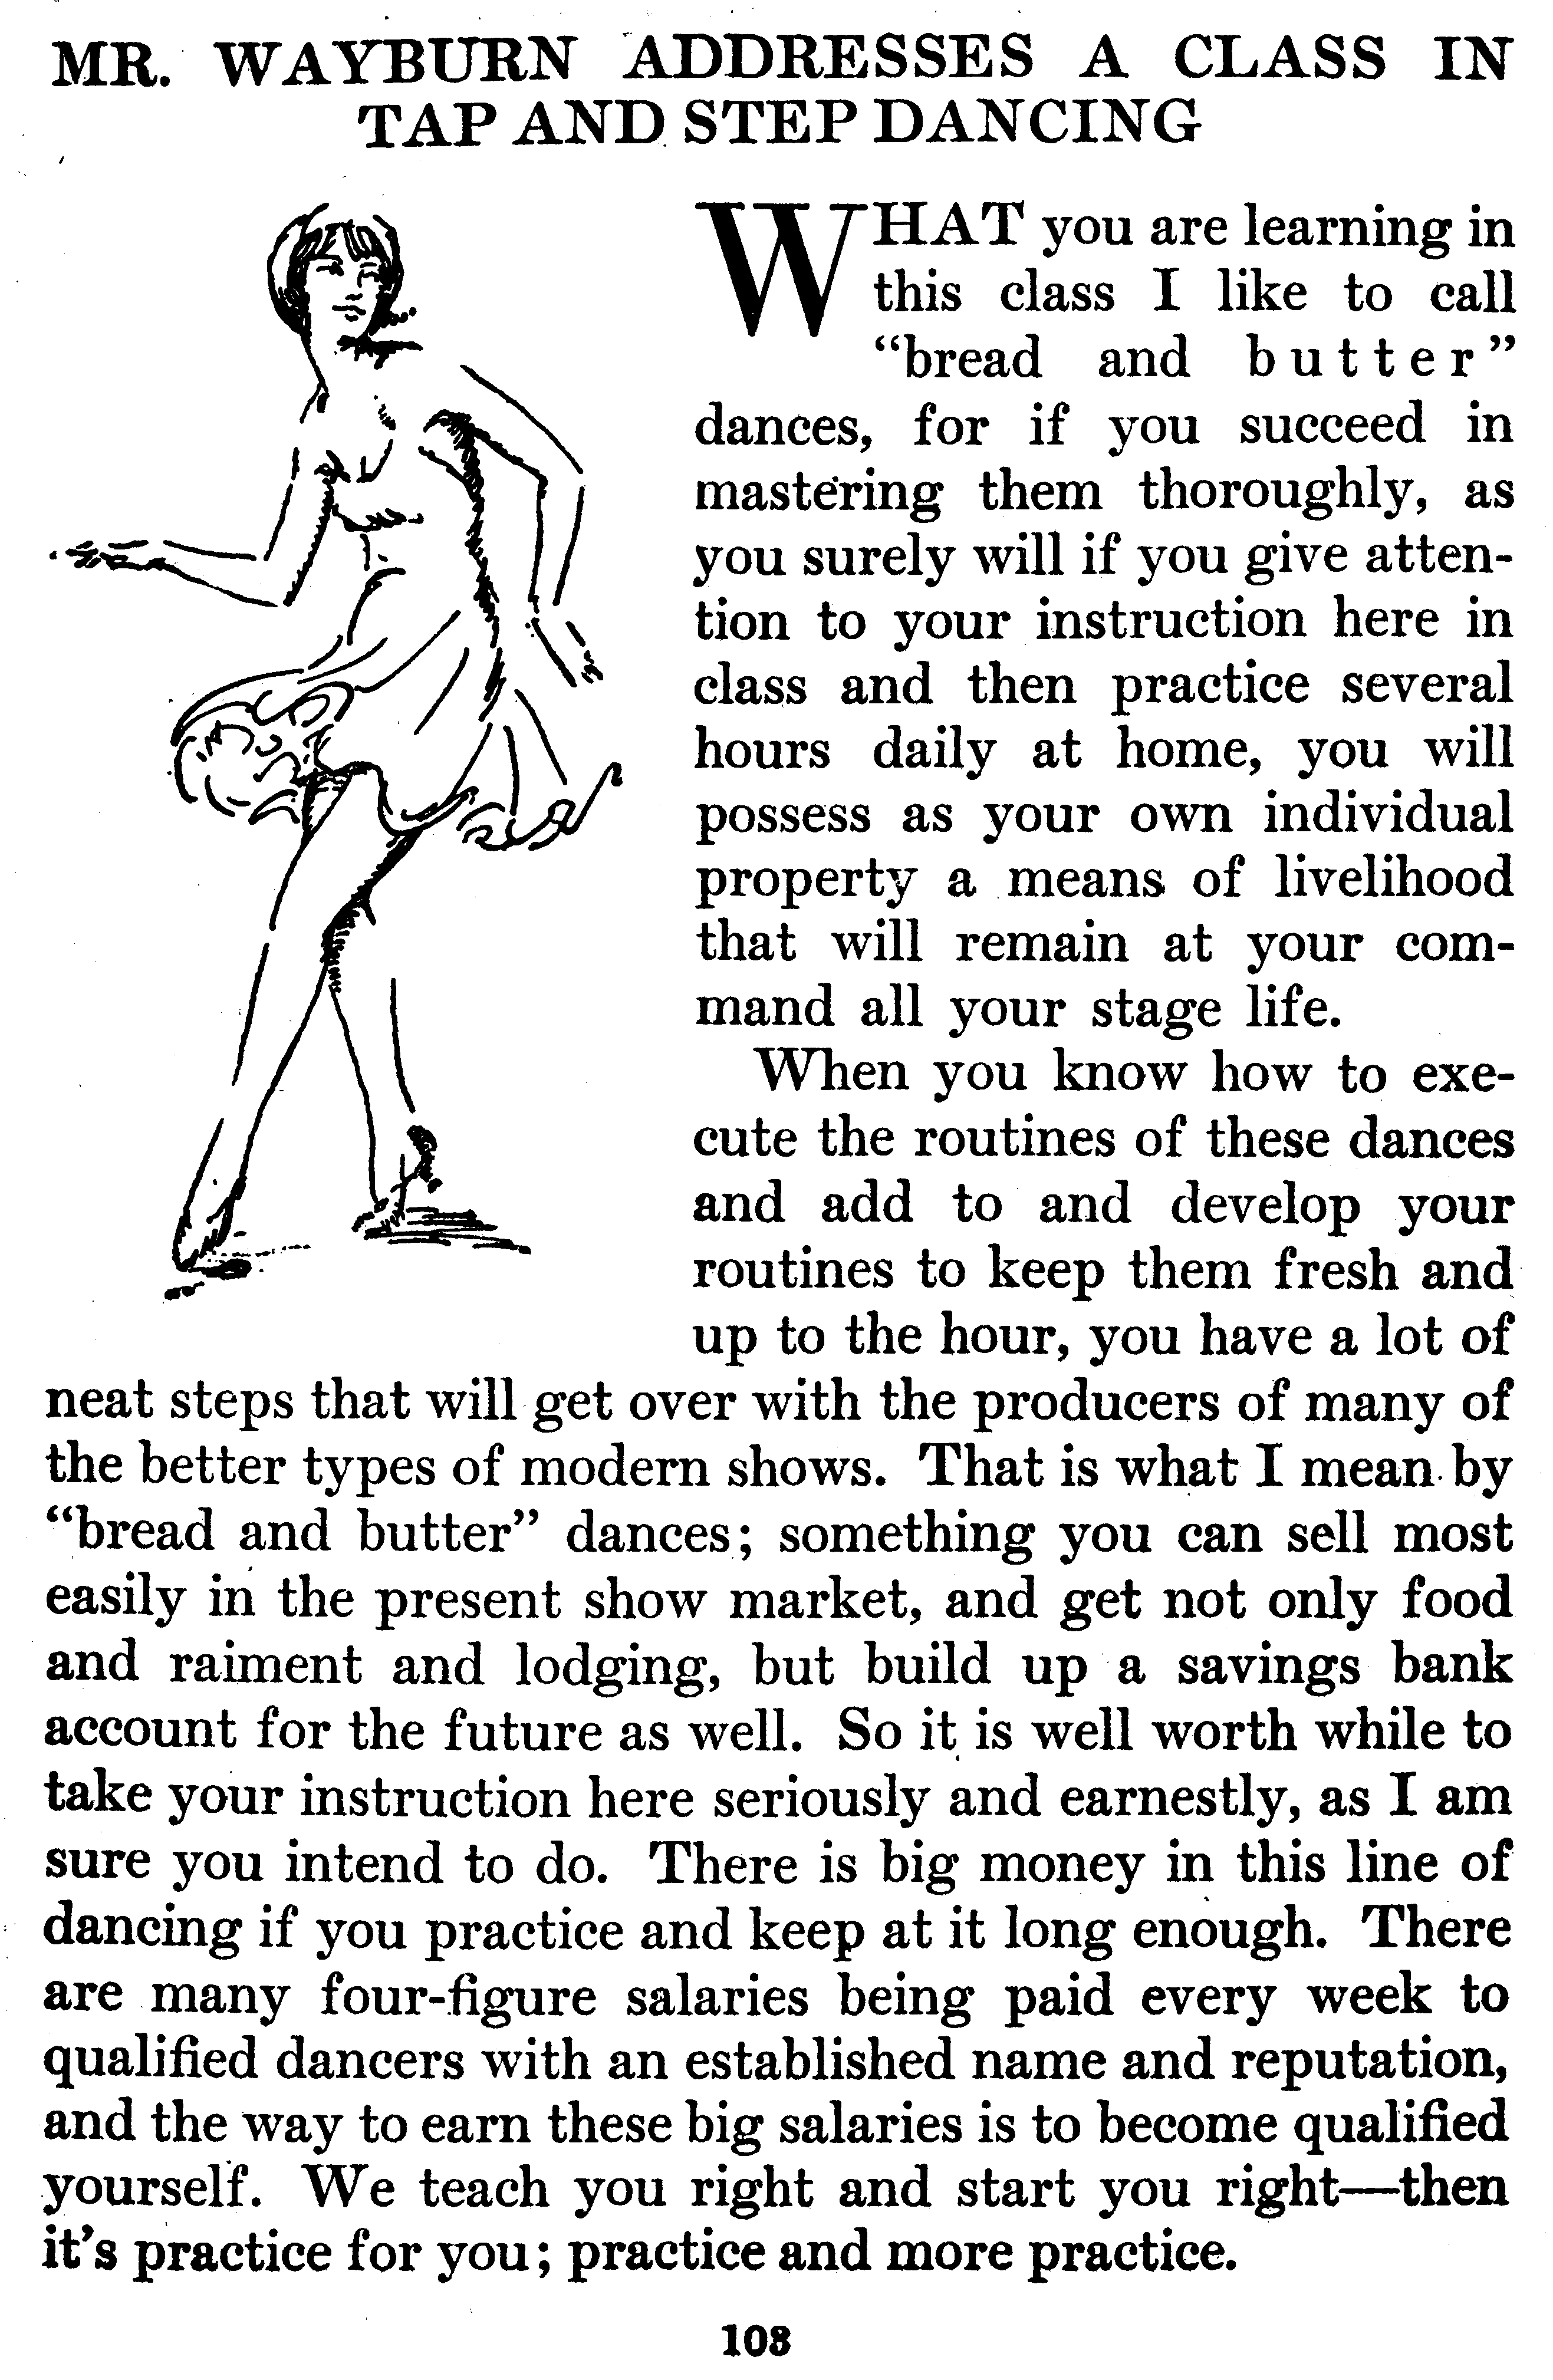 MR. WAYBURN ADDRESSES A CLASS IN
TAP AND STEP DANCING
WHAT you are learning in
this class I like to call
“bread and butter”
dances, for if you succeed in
mastering them thoroughly, as
you surely will if you give atten-
tion to your instruction here in
class and then practice several
hours daily at home, you will
possess as your own individual
property a means of livelihood
that will remain at your com-
mand all your stage life.
When you know how to exe-
cute the routines of these dances
and add to and develop your
routines to keep them fresh and
up to the hour, you have a lot of
neat steps that will get over with the producers of many of
the better types of modern shows. That is what I mean by
“bread and butter” dances; something you can sell most
easily in the present show market, and get not only food
and raiment and lodging, but build up a savings bank
account for the future as well. So it is well worth while to
take your instruction here seriously and earnestly, as I am
sure you intend to do. There is big money in this line of
dancing if you practice and keep at it long enough. There
are many four-figure salaries being paid every week to
qualified dancers with an established name and reputation,
and the way to earn these big salaries is to become qualified
yourself. We teach you right and start you right—then
it’s practice for you; practice and more practice.
103